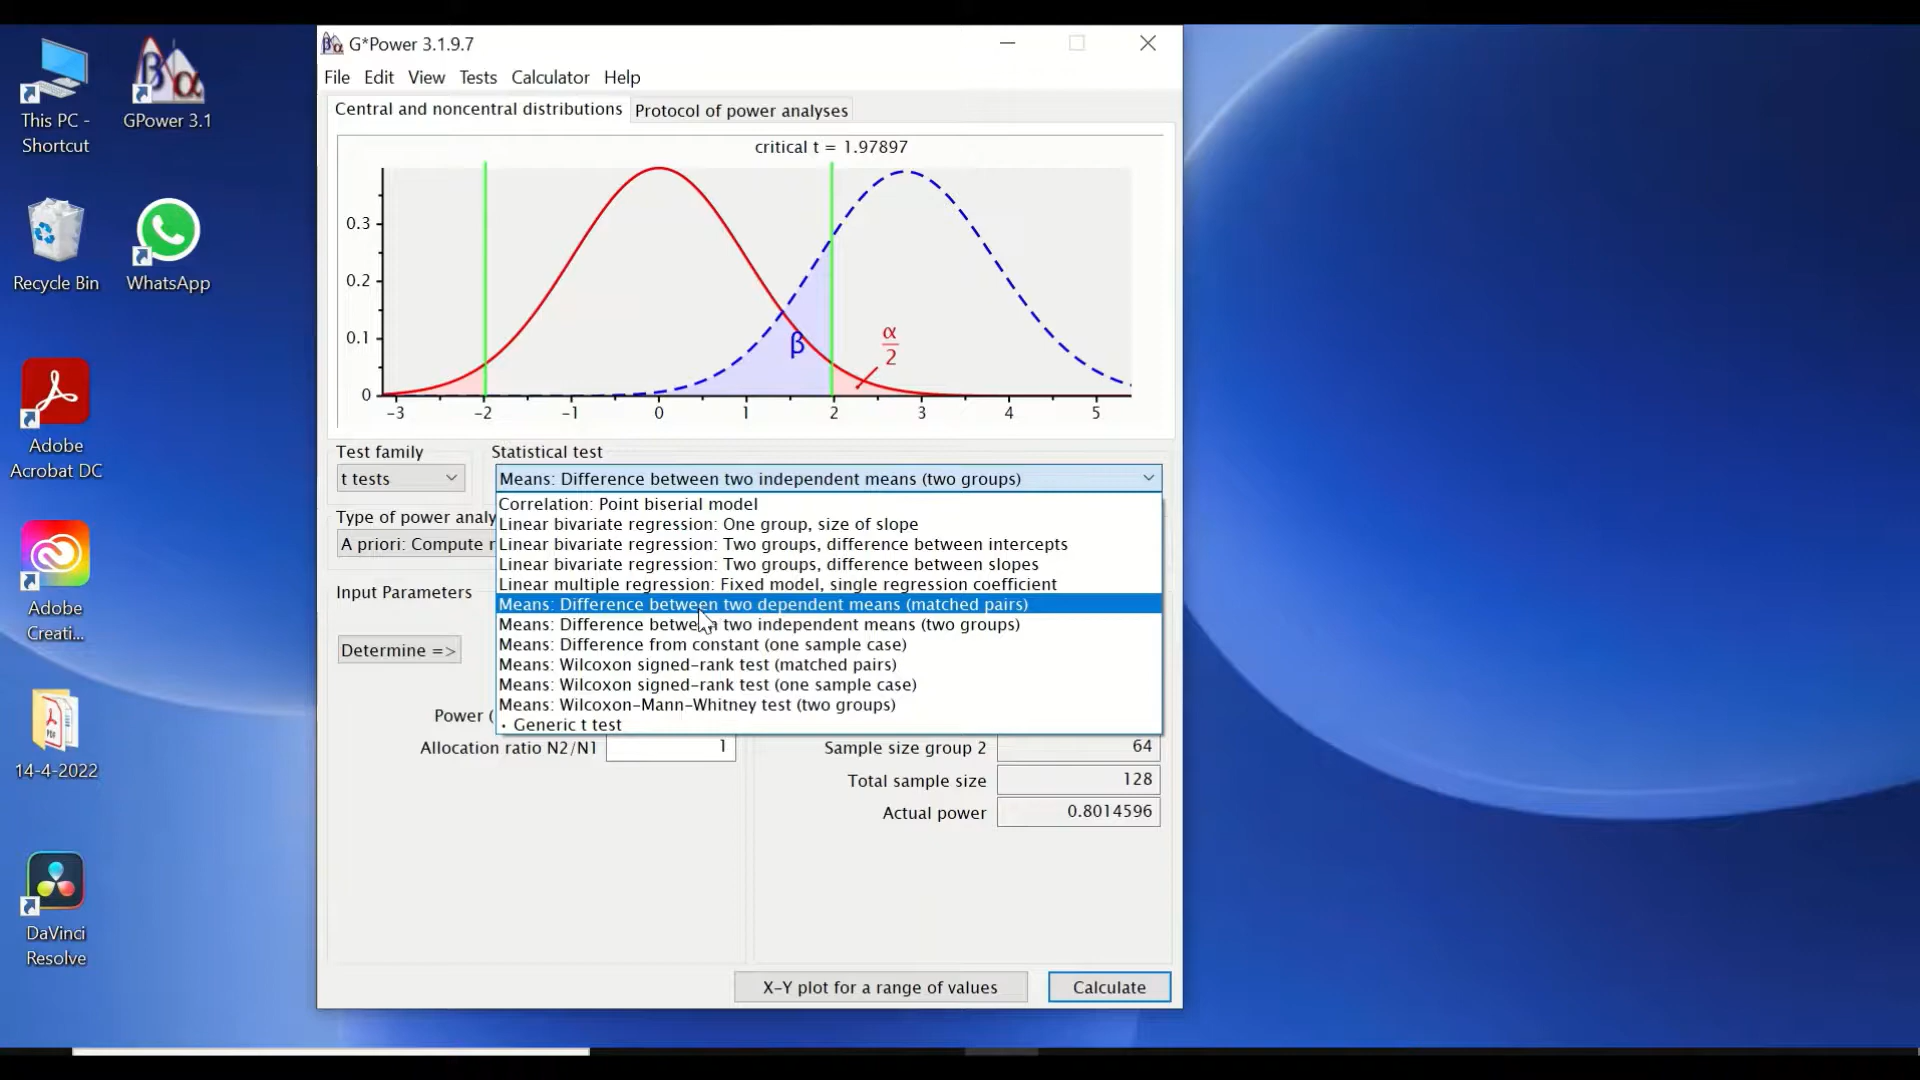 G*Power 3.1.9.7
File Edit View Tests Calculator Help
Central and noncentral distributions
Protocol of power analyses
critical t = 1.97897
0.3
0.2
0.1
0
β
α
2
−3 −2 −1 0 1 2 3 4 5
Test family
Statistical test
t tests
Means: Difference between two independent means (two groups)
Correlation: Point biserial model
Linear bivariate regression: One group, size of slope
Linear bivariate regression: Two groups, difference between intercepts
Linear bivariate regression: Two groups, difference between slopes
Linear multiple regression: Fixed model, single regression coefficient
Means: Difference between two dependent means (matched pairs)
Means: Difference between two independent means (two groups)
Means: Difference from constant (one sample case)
Means: Wilcoxon signed-rank test (matched pairs)
Means: Wilcoxon signed-rank test (one sample case)
Means: Wilcoxon-Mann-Whitney test (two groups)
· Generic t test
Type of power analy
A priori: Compute r
Input Parameters
Determine =>
Power (
Allocation ratio N2/N1 1
Sample size group 2 64
Total sample size 128
Actual power 0.8014596
X-Y plot for a range of values
Calculate
This PC -
Shortcut
GPower 3.1
Recycle Bin
WhatsApp
Adobe
Acrobat DC
Adobe
Creati...
PDF
14-4-2022
DaVinci
Resolve